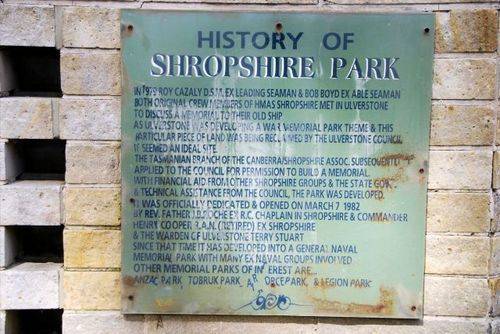 HISTORY OF
SHROPSHIRE PARK
IN 1979 ROY CAZALY D.S.M. EX LEADING SEAMAN & BOB BOYD EX ABLE SEAMAN
BOTH ORIGINAL CREW MEMBERS OF HMAS SHROPSHIRE MET IN ULVERSTONE
TO DISCUSS A MEMORIAL TO THEIR OLD SHIP
AS ULVERSTONE WAS DEVELOPING A WAR MEMORIAL PARK THEME & THIS
PARTICULAR PIECE OF LAND WAS BEING RECLAIMED BY THE ULVERSTONE COUNCIL
IT SEEMED AN IDEAL SITE.
THE TASMANIAN BRANCH OF THE CANBERRA/SHROPSHIRE ASSOC. SUBSEQUENTLY
APPLIED TO THE COUNCIL FOR PERMISSION TO BUILD A MEMORIAL.
WITH FINANCIAL AID FROM OTHER SHROPSHIRE GROUPS & THE STATE GOV.
& TECHNICAL ASSISTANCE FROM THE COUNCIL, THE PARK WAS DEVELOPED.
IT WAS OFFICIALLY DEDICATED & OPENED ON MARCH 7 1982
BY REV. FATHER J. ROCHE EX R.C. CHAPLAIN IN SHROPSHIRE & COMMANDER
HENRY COOPER R.A.N. (RETIRED) EX SHROPSHIRE
& THE WARDEN OF ULVERSTONE TERRY STUART
SINCE THAT TIME IT HAS DEVELOPED INTO A GENERAL NAVAL
MEMORIAL PARK WITH MANY EX NAVAL GROUPS INVOLVED
OTHER MEMORIAL PARKS OF INTEREST ARE...
ANZAC PARK TOBRUK PARK, AIRFORCE PARK, & LEGION PARK